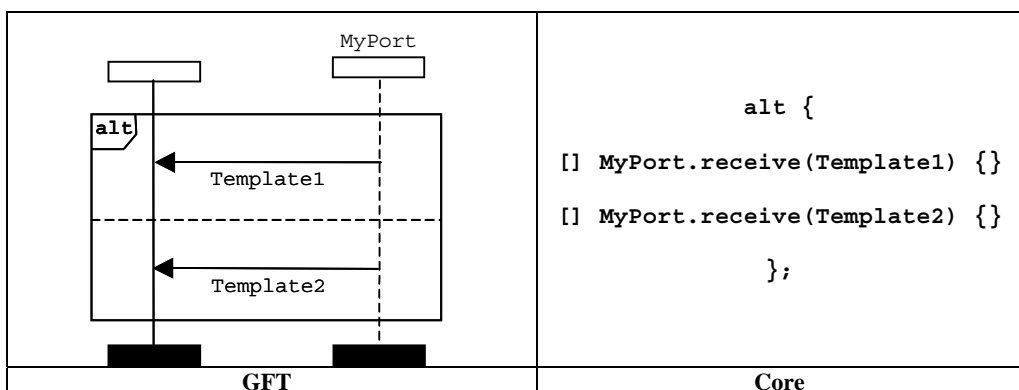 MyPort
alt
Template1
Template2
alt {
[] MyPort.receive(Template1) {}
[] MyPort.receive(Template2) {}
};
GFT
Core